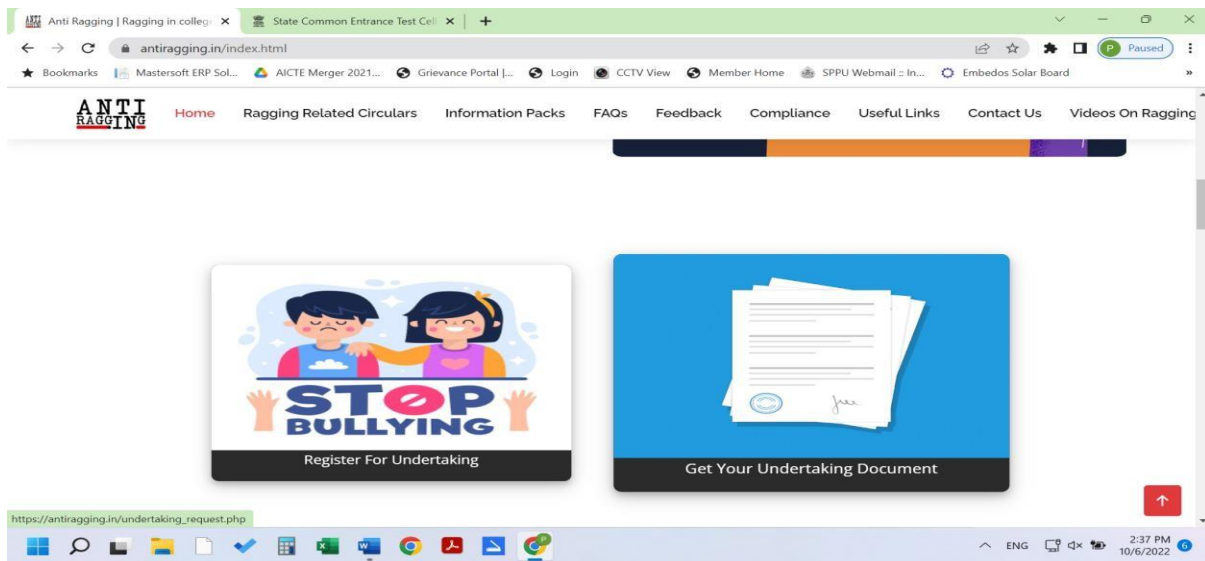 Anti Ragging | Ragging in colleg
State Common Entrance Test Cell
antiragging.in/index.html
Paused
Bookmarks Mastersoft ERP Sol... AICTE Merger 2021... Grievance Portal |... Login CCTV View Member Home SPPU Webmail :: In... Embedos Solar Board »
ANTI
RAGGING
Home Ragging Related Circulars Information Packs FAQs Feedback Compliance Useful Links Contact Us Videos On Ragging
STOP
BULLYING
Register For Undertaking
Get Your Undertaking Document
https://antiragging.in/undertaking_request.php
ENG
2:37 PM
10/6/2022
6